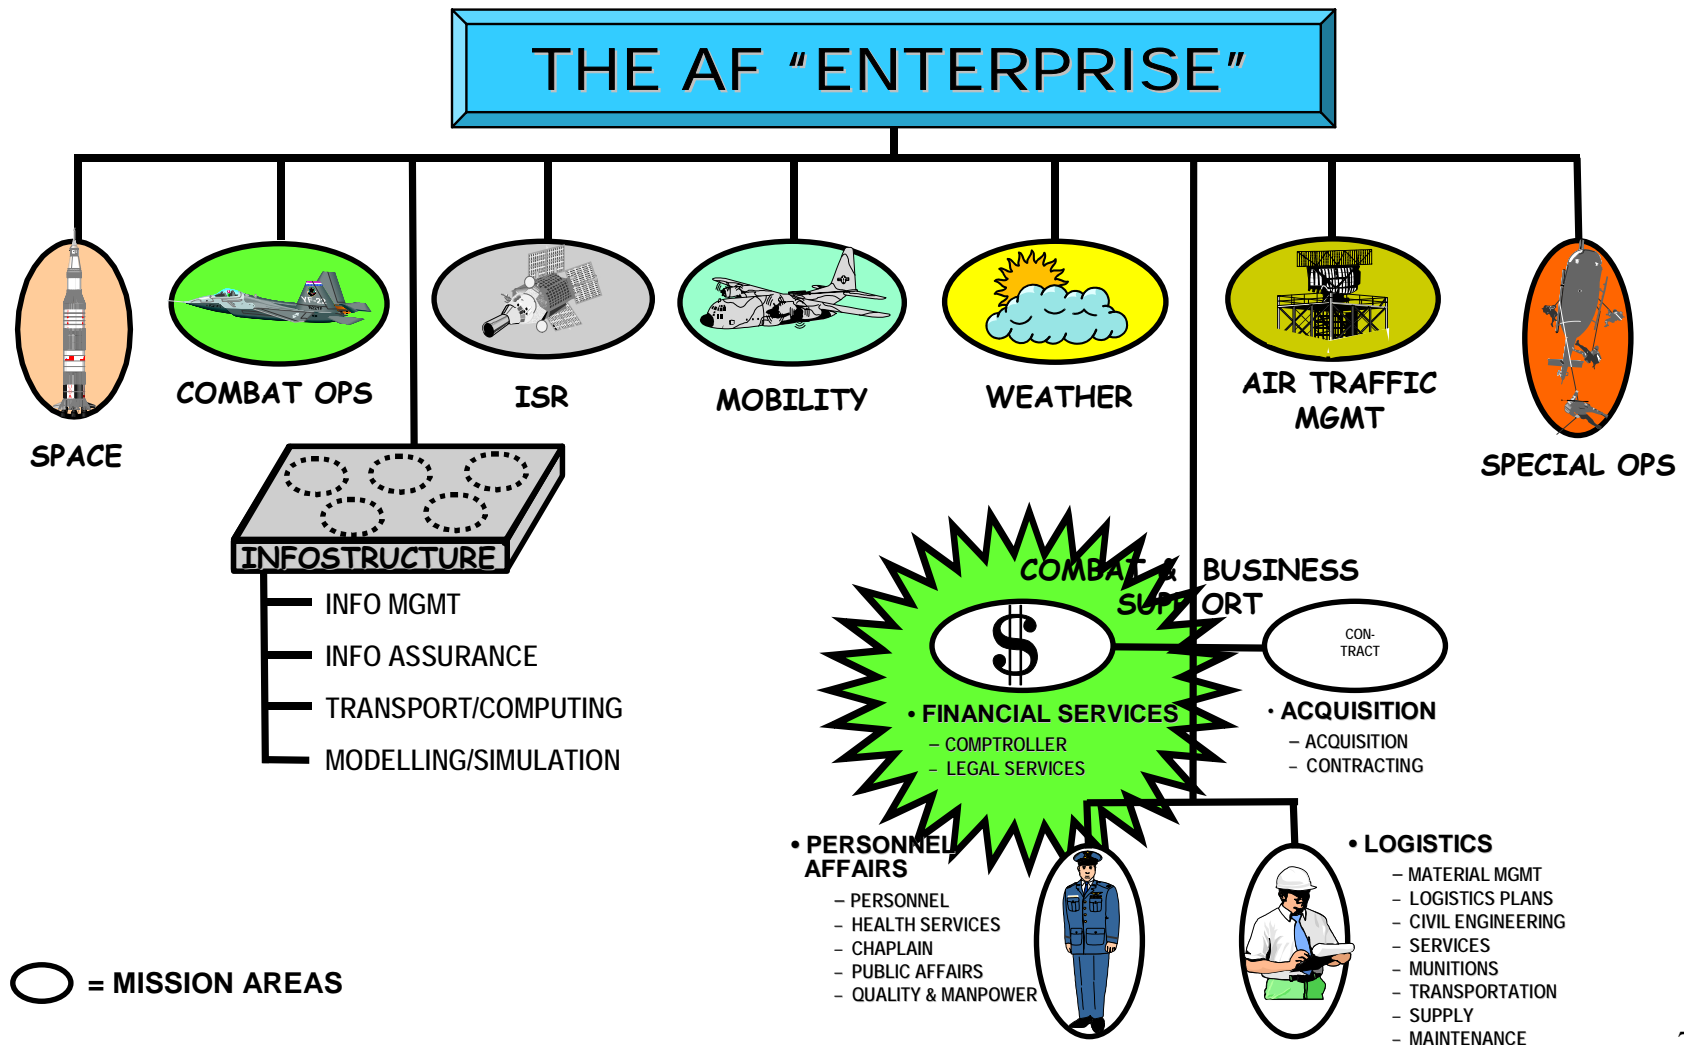 THE AF “ENTERPRISE”
YF-22
SPACE
COMBAT OPS
ISR
MOBILITY
WEATHER
AIR TRAFFIC
MGMT
SPECIAL OPS
INFOSTRUCTURE
INFO MGMT
INFO ASSURANCE
TRANSPORT/COMPUTING
MODELLING/SIMULATION
COMBAT & BUSINESS
SUPPORT
$
CON-
TRACT
• FINANCIAL SERVICES
– COMPTROLLER
– LEGAL SERVICES
• ACQUISITION
– ACQUISITION
– CONTRACTING
• PERSONNEL
AFFAIRS
– PERSONNEL
– HEALTH SERVICES
– CHAPLAIN
– PUBLIC AFFAIRS
– QUALITY & MANPOWER
• LOGISTICS
– MATERIAL MGMT
– LOGISTICS PLANS
– CIVIL ENGINEERING
– SERVICES
– MUNITIONS
– TRANSPORTATION
– SUPPLY
– MAINTENANCE
= MISSION AREAS